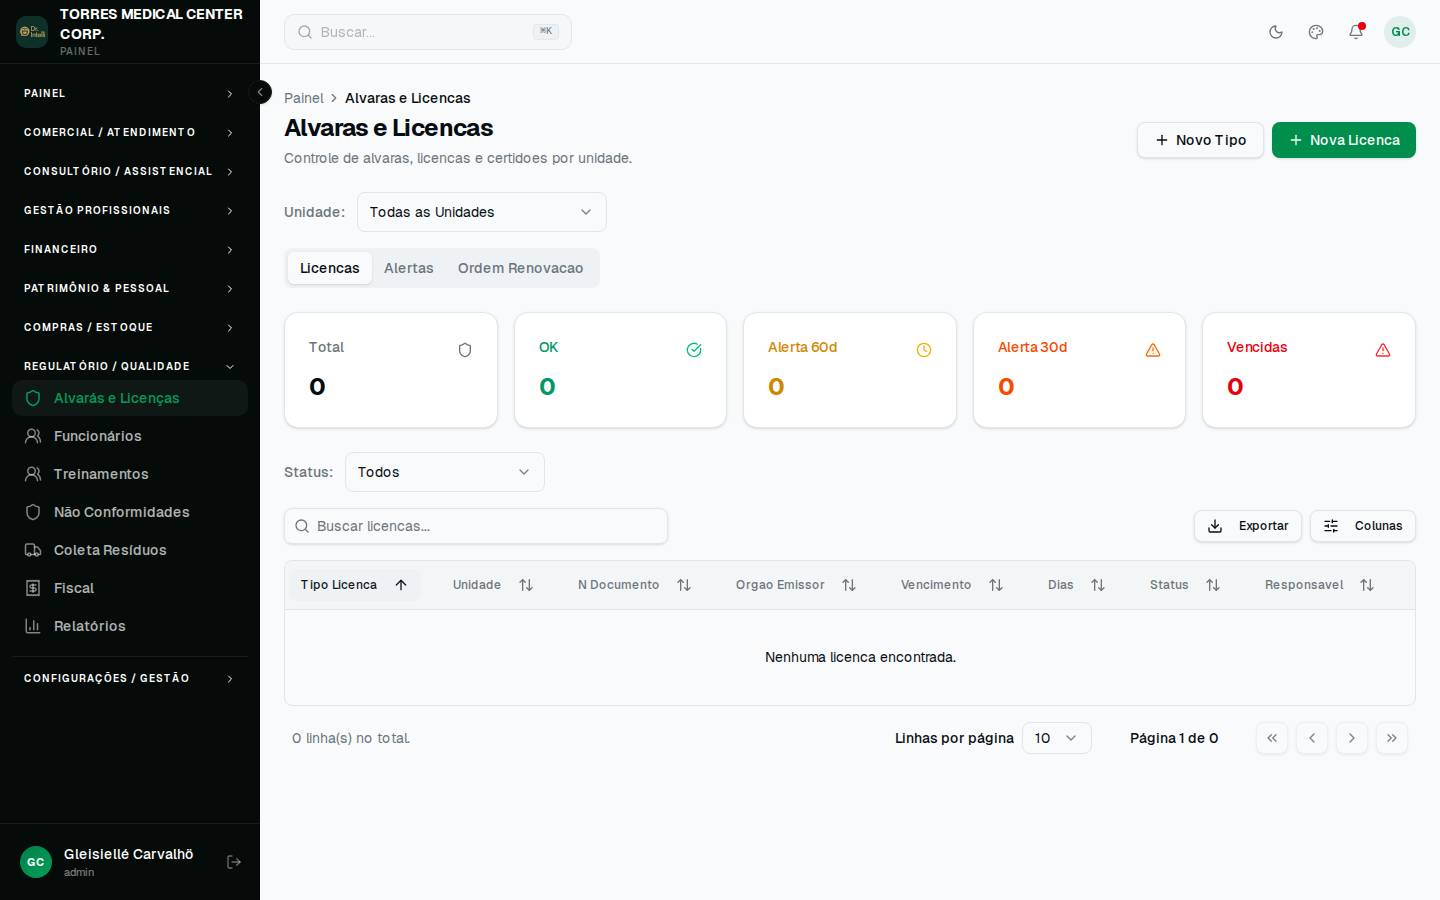 Dr. Intelli
TORRES MEDICAL CENTER
CORP.
PAINEL
PAINEL
COMERCIAL / ATENDIMENTO
CONSULTÓRIO / ASSISTENCIAL
GESTÃO PROFISSIONAIS
FINANCEIRO
PATRIMÔNIO & PESSOAL
COMPRAS / ESTOQUE
REGULATÓRIO / QUALIDADE
Alvarás e Licenças
Funcionários
Treinamentos
Não Conformidades
Coleta Resíduos
Fiscal
Relatórios
CONFIGURAÇÕES / GESTÃO
GC
Gleisiellé Carvalhö
admin
Buscar...
⌘K
GC
Painel
Alvaras e Licencas
Alvaras e Licencas
Controle de alvaras, licencas e certidoes por unidade.
Novo Tipo
Nova Licenca
Unidade:
Todas as Unidades
Licencas
Alertas
Ordem Renovacao
Total
0
OK
0
Alerta 60d
0
Alerta 30d
0
Vencidas
0
Status:
Todos
Buscar licencas...
Exportar
Colunas
Tipo Licenca
Unidade
N Documento
Orgao Emissor
Vencimento
Dias
Status
Responsavel
Nenhuma licenca encontrada.
0 linha(s) no total.
Linhas por página
10
Página 1 de 0